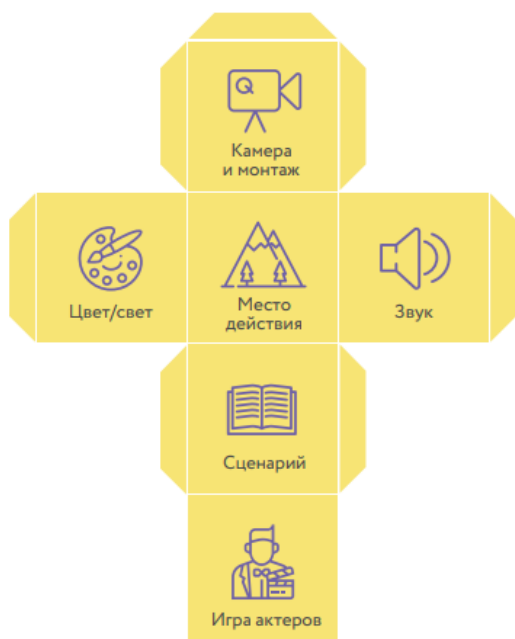 Камера
и монтаж
Цвет/свет
Место
действия
Звук
Сценарий
Игра актеров